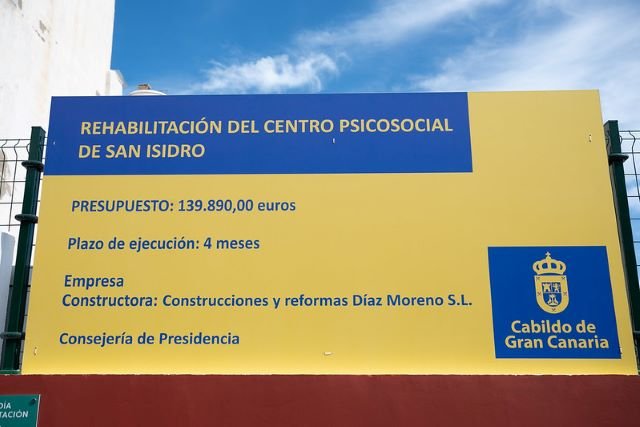 REHABILITACIÓN DEL CENTRO PSICOSOCIAL
DE SAN ISIDRO
PRESUPUESTO: 139.890,00 euros
Plazo de ejecución: 4 meses
Empresa
Constructora: Construcciones y reformas Díaz Moreno S.L.
Consejería de Presidencia
Cabildo de
Gran Canaria
DÍA